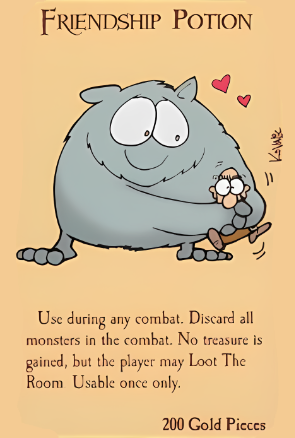 Friendship Potion
Kovalic
Use during any combat. Discard all
monsters in the combat. No treasure is
gained, but the player may Loot The
Room Usable once only.
200 Gold Pieces